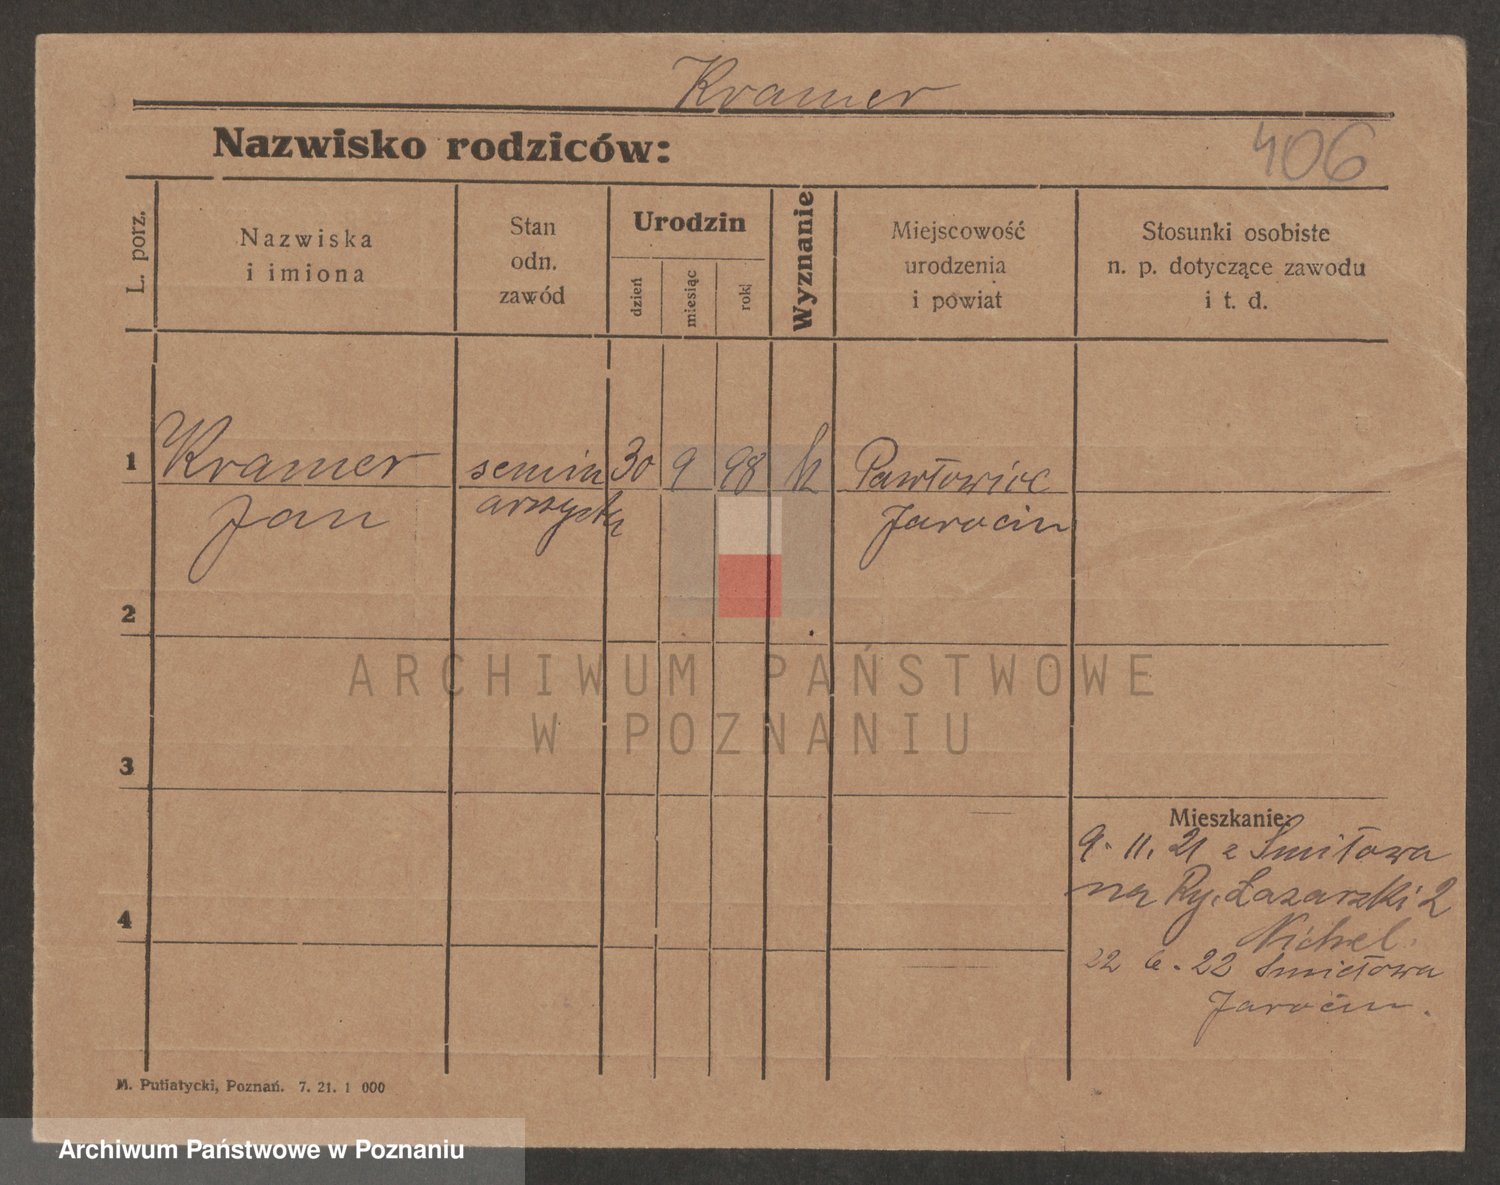 Kramer
Nazwisko rodziców:
406
L. porz.
Nazwiska
i imiona
Stan
odn.
zawód
Urodzin
dzień
miesiąc
rok
Wyznanie
Miejscowość
urodzenia
i powiat
Stosunki osobiste
n. p. dotyczące zawodu
i t. d.
1
Kramer
Jan
semin
arzysta
30
9
98
k
Pawłowice
Jarocin
2
3
4
Mieszkanie:
9. 11. 21 z Smiłowa
na Ry. Łazarski 2
22 6. 22 Smiełowa
Jarocin.
M. Putiatycki, Poznań. 7. 21. 1 000
ARCHIWUM PAŃSTWOWE
W POZNANIU
Archiwum Państwowe w Poznaniu